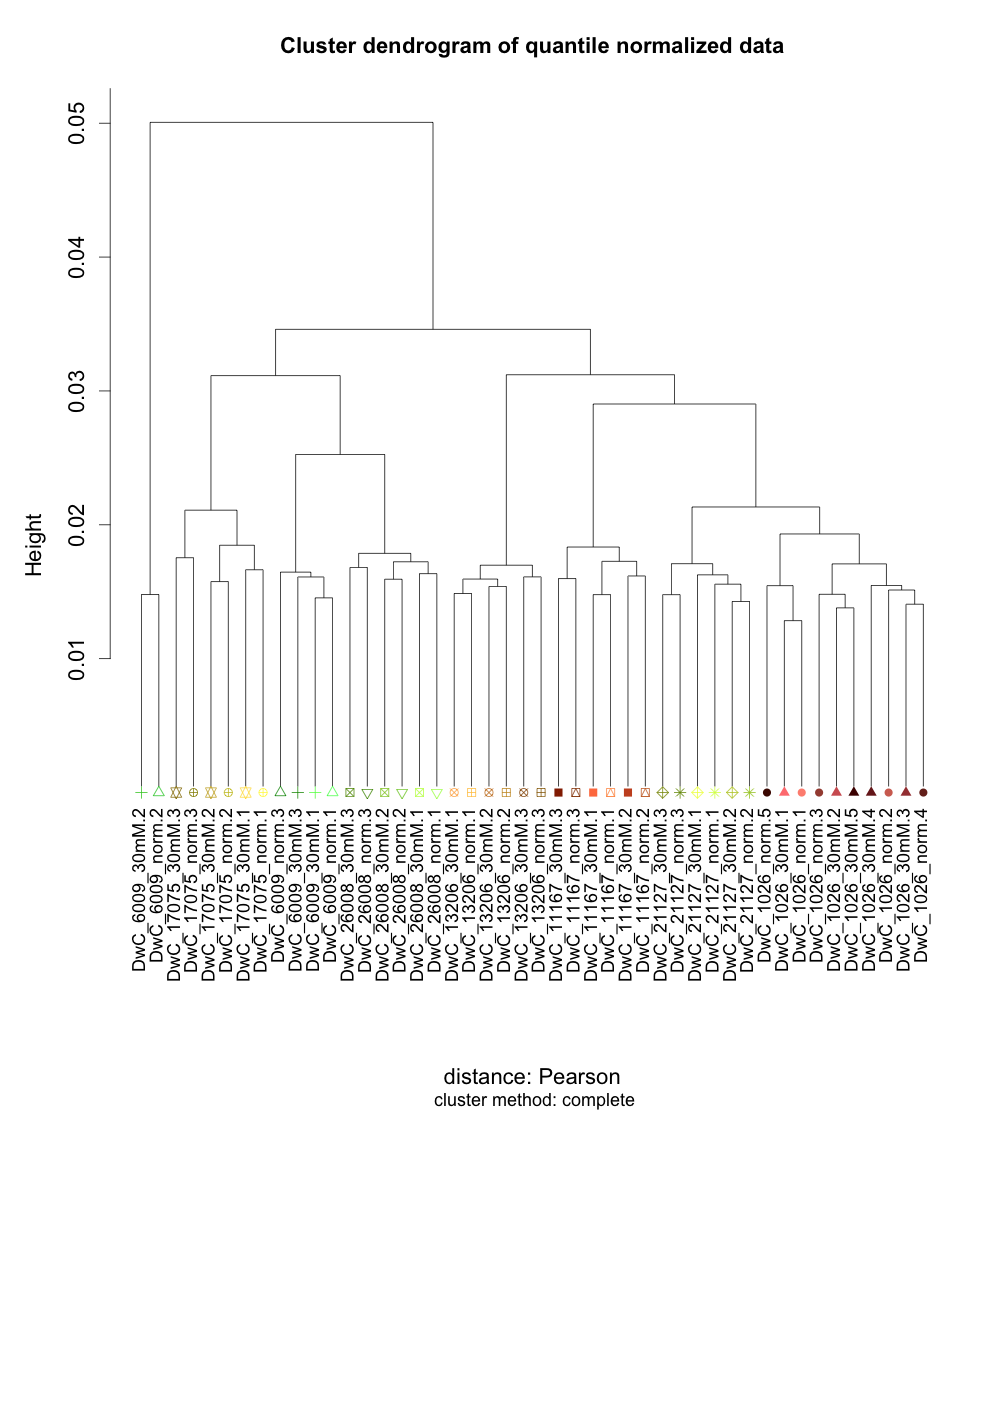 Cluster dendrogram of quantile normalized data
Height
0.05
0.04
0.03
0.02
0.01
DwC_6009_30mM.2
DwC_6009_norm.2
DwC_17075_30mM.3
DwC_17075_norm.3
DwC_17075_30mM.2
DwC_17075_norm.2
DwC_17075_30mM.1
DwC_17075_norm.1
DwC_6009_norm.3
DwC_6009_30mM.3
DwC_6009_30mM.1
DwC_6009_norm.1
DwC_26008_30mM.3
DwC_26008_norm.3
DwC_26008_30mM.2
DwC_26008_norm.2
DwC_26008_30mM.1
DwC_26008_norm.1
DwC_13206_30mM.1
DwC_13206_norm.1
DwC_13206_30mM.2
DwC_13206_norm.2
DwC_13206_30mM.3
DwC_13206_norm.3
DwC_11167_30mM.3
DwC_11167_norm.3
DwC_11167_30mM.1
DwC_11167_norm.1
DwC_11167_30mM.2
DwC_11167_norm.2
DwC_21127_30mM.3
DwC_21127_norm.3
DwC_21127_30mM.1
DwC_21127_norm.1
DwC_21127_30mM.2
DwC_21127_norm.2
DwC_1026_norm.5
DwC_1026_30mM.1
DwC_1026_norm.1
DwC_1026_norm.3
DwC_1026_30mM.2
DwC_1026_30mM.5
DwC_1026_30mM.4
DwC_1026_norm.2
DwC_1026_30mM.3
DwC_1026_norm.4
distance: Pearson
cluster method: complete